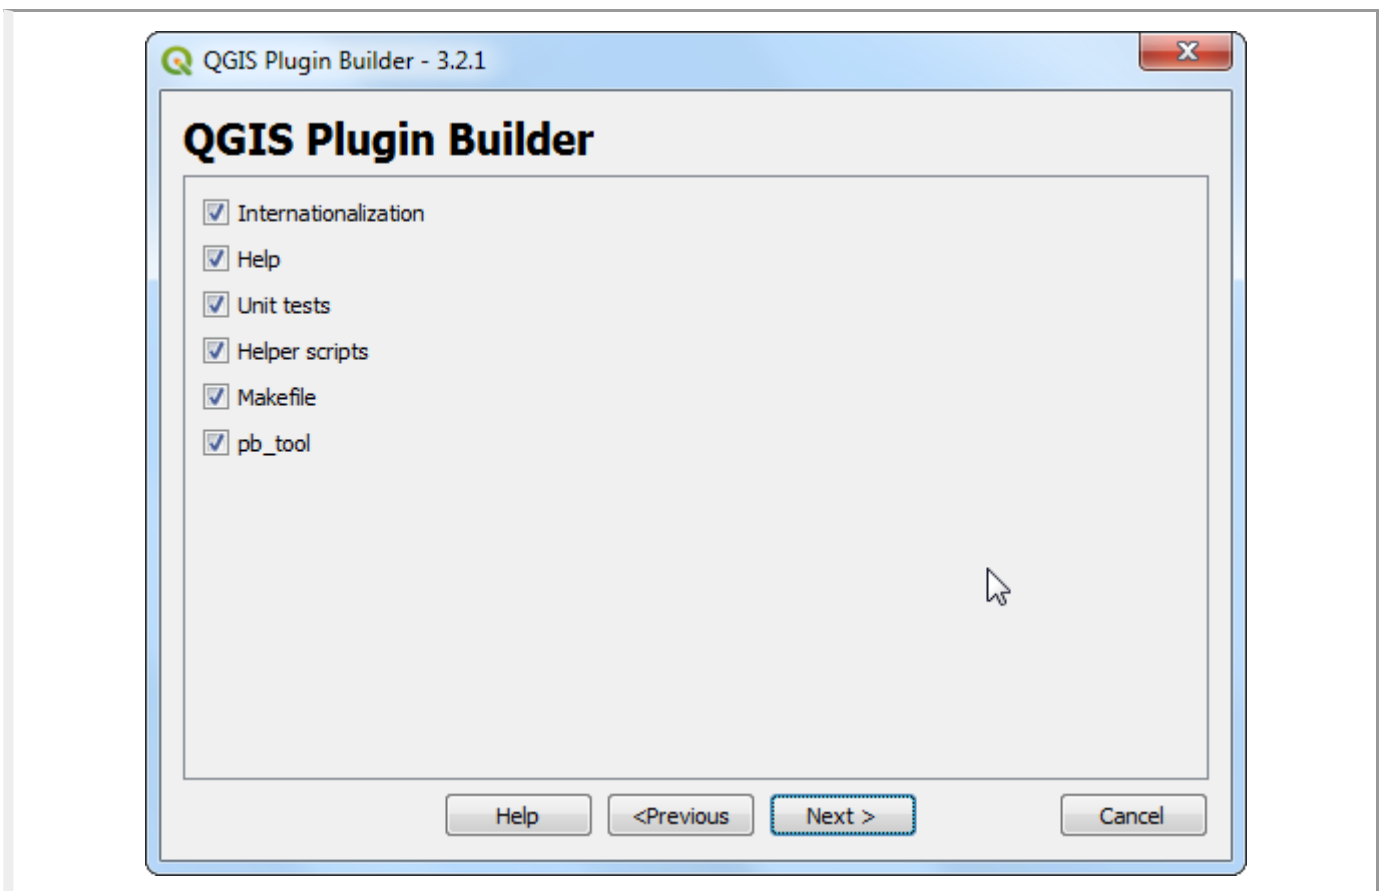 QGIS Plugin Builder - 3.2.1
QGIS Plugin Builder
Internationalization
Help
Unit tests
Helper scripts
Makefile
pb_tool
Help
<Previous
Next >
Cancel